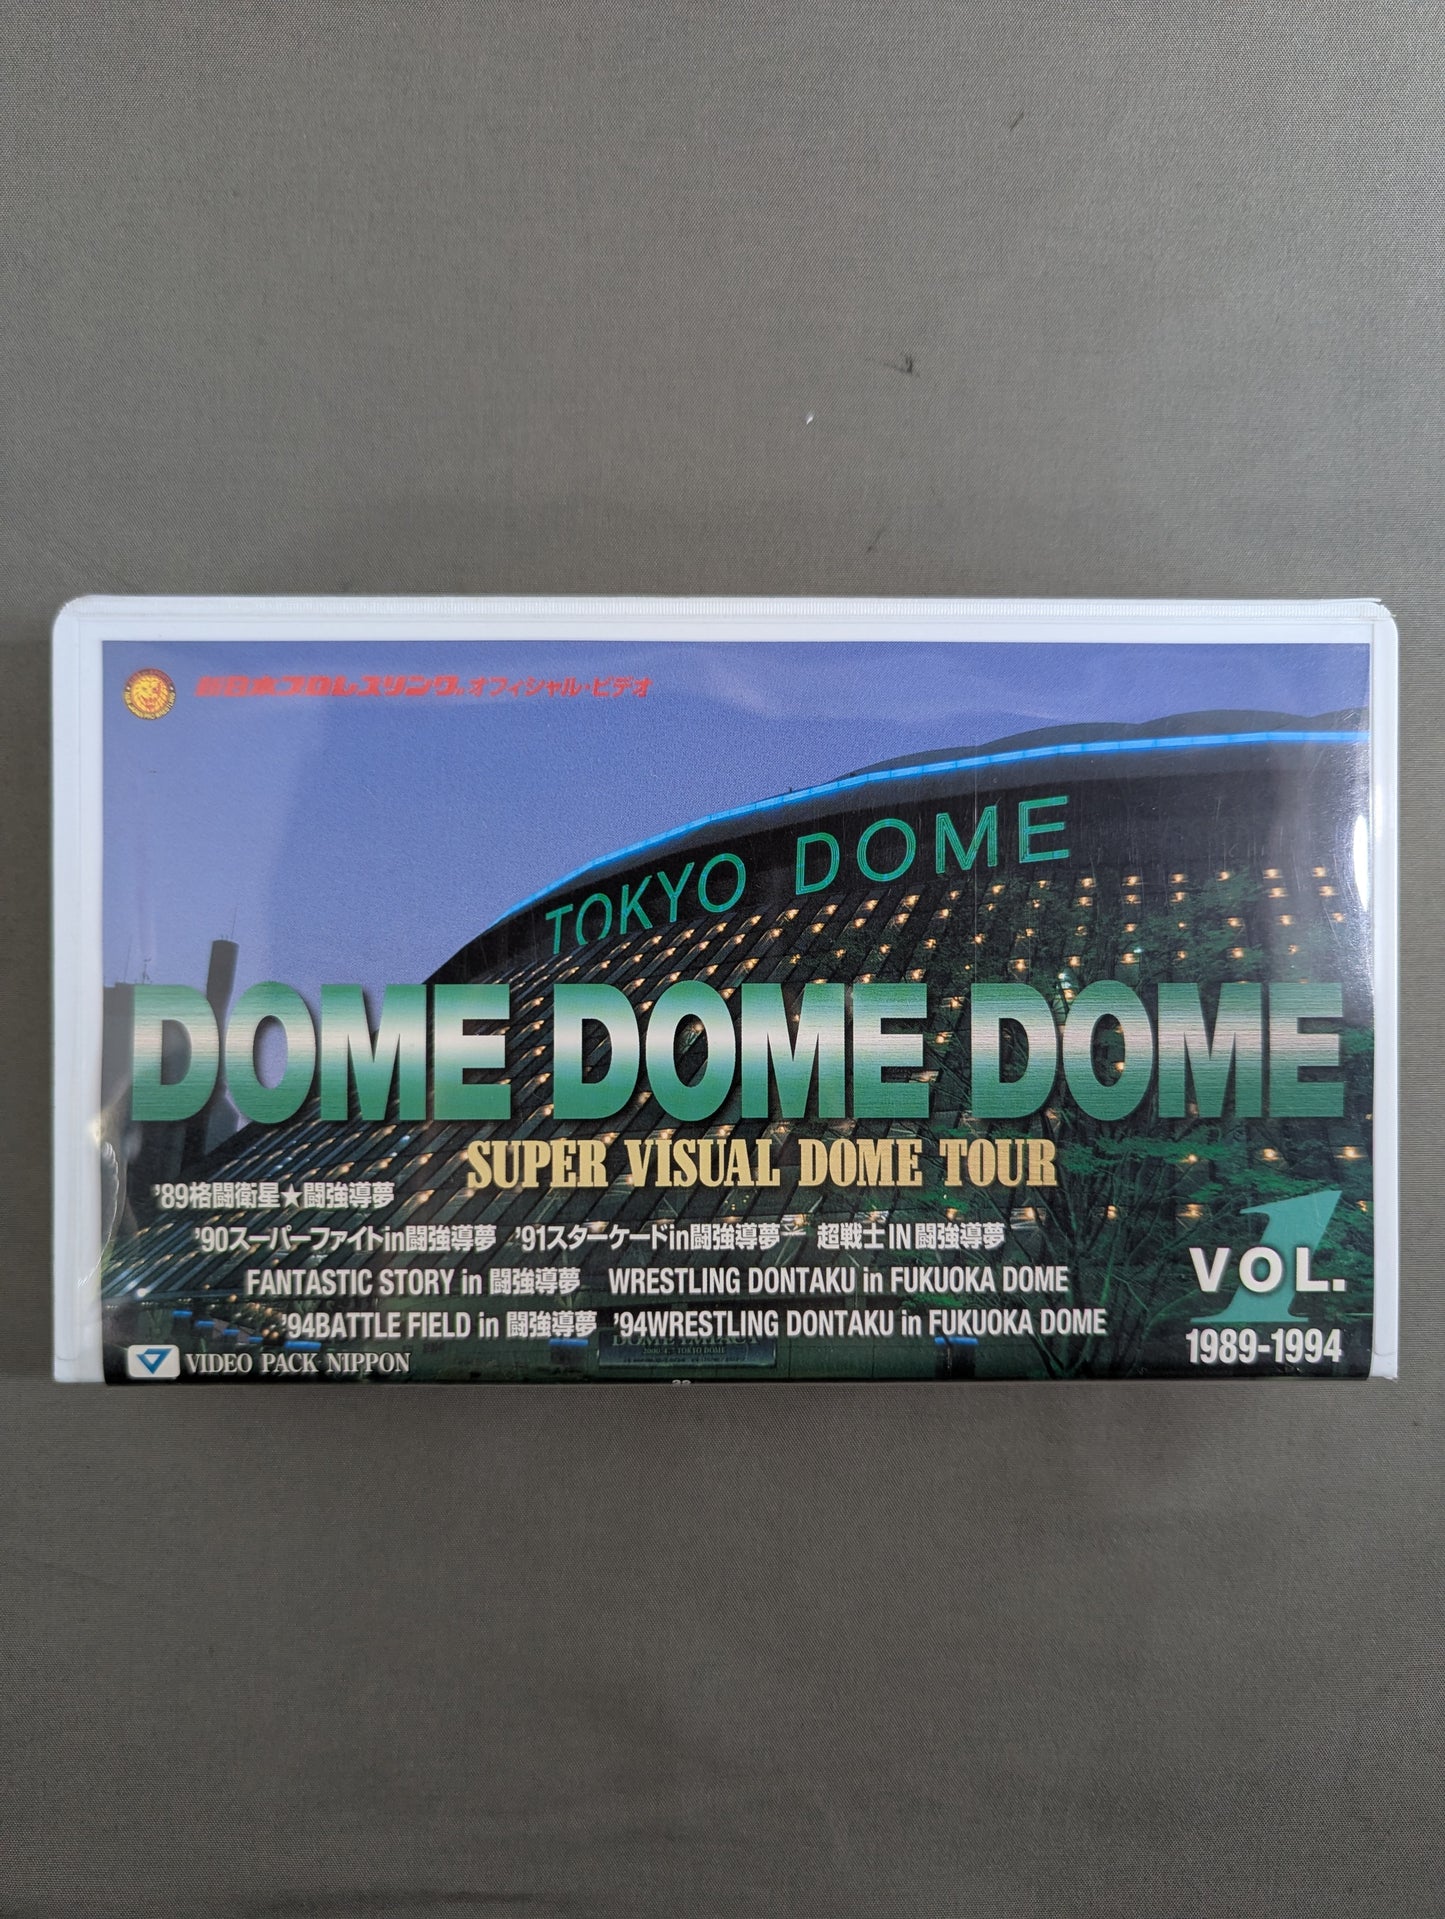 新日本プロレスリング オフィシャル・ビデオ
TOKYO DOME
DOME DOME DOME
SUPER VISUAL DOME TOUR
'89格闘衛星★闘強導夢
'90スーパーファイトin闘強導夢 '91スターケードin闘強導夢 超戦士IN闘強導夢
FANTASTIC STORY in 闘強導夢 WRESTLING DONTAKU in FUKUOKA DOME
'94BATTLE FIELD in 闘強導夢 '94WRESTLING DONTAKU in FUKUOKA DOME
VOL. 1
1989-1994
VIDEO PACK NIPPON